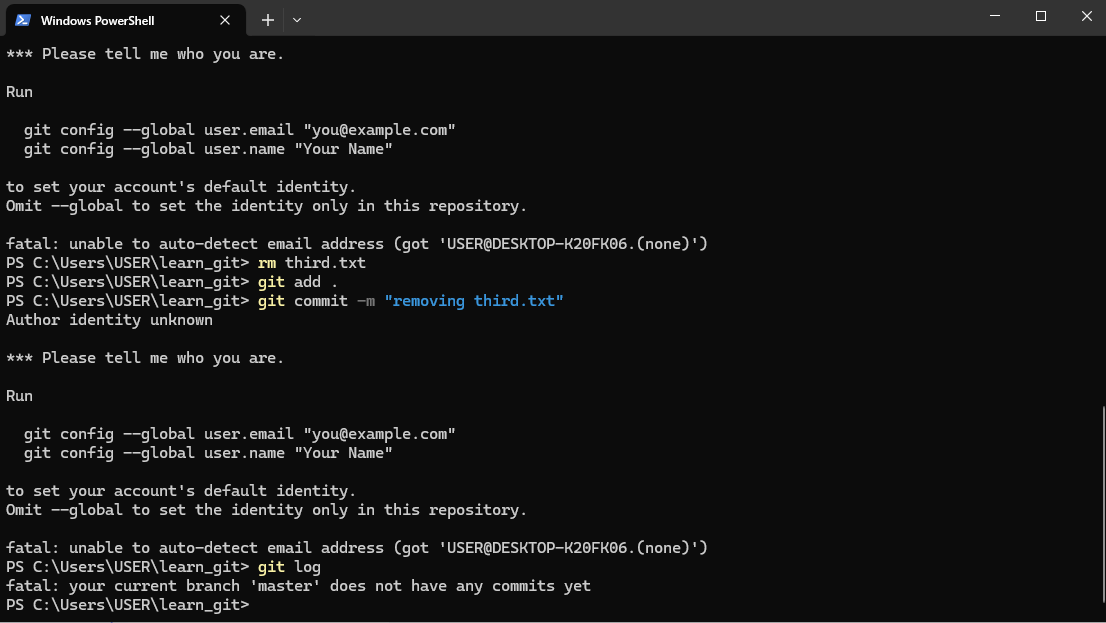 Windows PowerShell
*** Please tell me who you are.
Run
git config --global user.email "you@example.com"
git config --global user.name "Your Name"
to set your account's default identity.
Omit --global to set the identity only in this repository.
fatal: unable to auto-detect email address (got 'USER@DESKTOP-K20FK06.(none)')
PS C:\Users\USER\learn_git> rm third.txt
PS C:\Users\USER\learn_git> git add .
PS C:\Users\USER\learn_git> git commit -m "removing third.txt"
Author identity unknown
*** Please tell me who you are.
Run
git config --global user.email "you@example.com"
git config --global user.name "Your Name"
to set your account's default identity.
Omit --global to set the identity only in this repository.
fatal: unable to auto-detect email address (got 'USER@DESKTOP-K20FK06.(none)')
PS C:\Users\USER\learn_git> git log
fatal: your current branch 'master' does not have any commits yet
PS C:\Users\USER\learn_git>